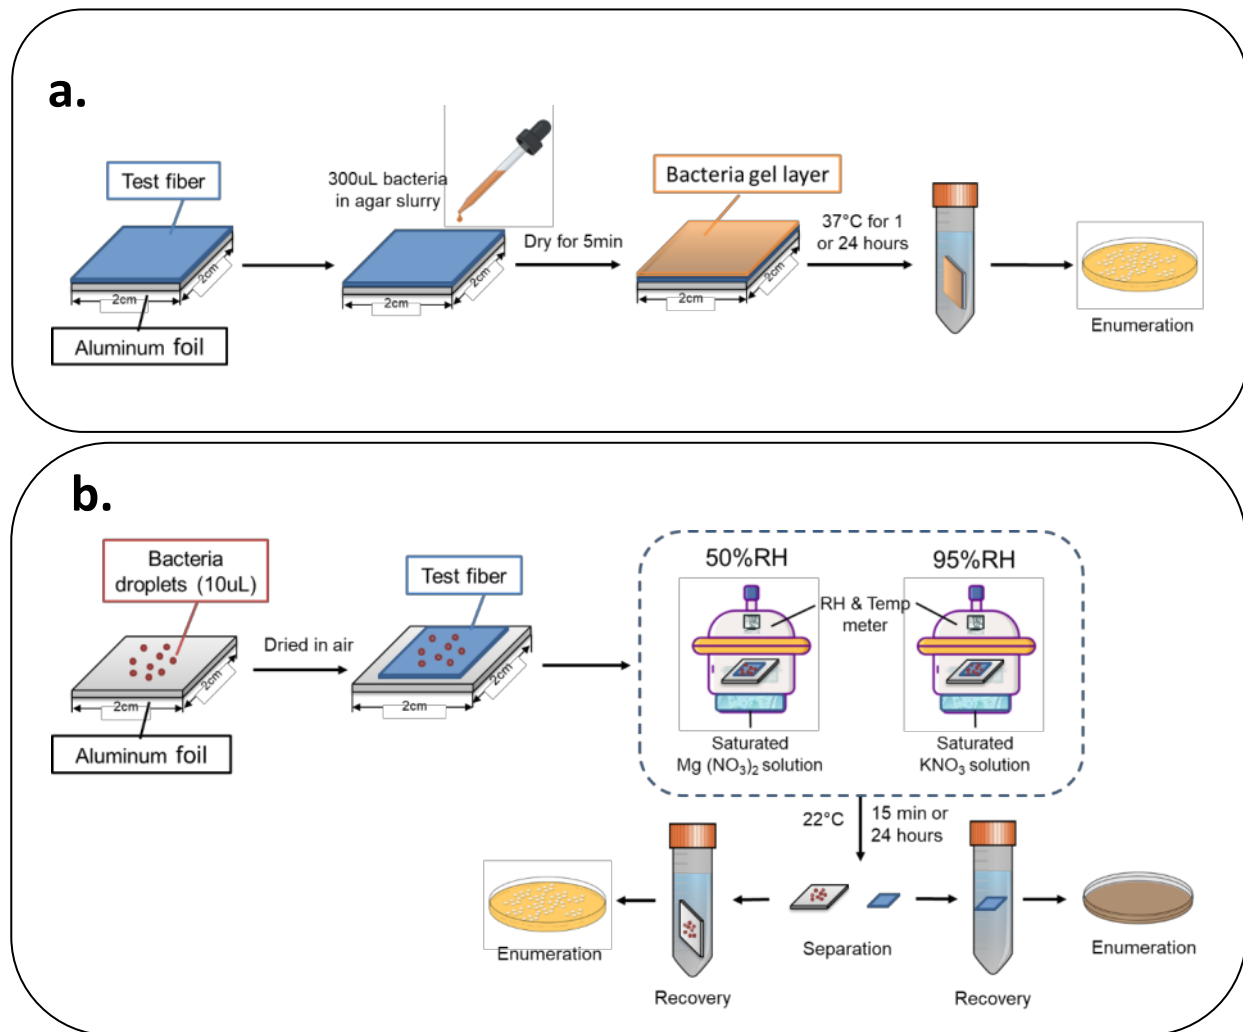 a.
Test fiber
300uL bacteria
in agar slurry
Dry for 5min
Bacteria gel layer
37°C for 1
or 24 hours
2cm
2cm
2cm
2cm
2cm
2cm
Aluminum foil
Enumeration
b.
Bacteria
droplets (10uL)
Test fiber
Dried in air
50%RH
95%RH
RH & Temp
meter
2cm
2cm
2cm
2cm
Aluminum foil
Saturated
Mg (NO₃)₂ solution
Saturated
KNO₃ solution
22°C
15 min or
24 hours
Enumeration
Separation
Enumeration
Recovery
Recovery